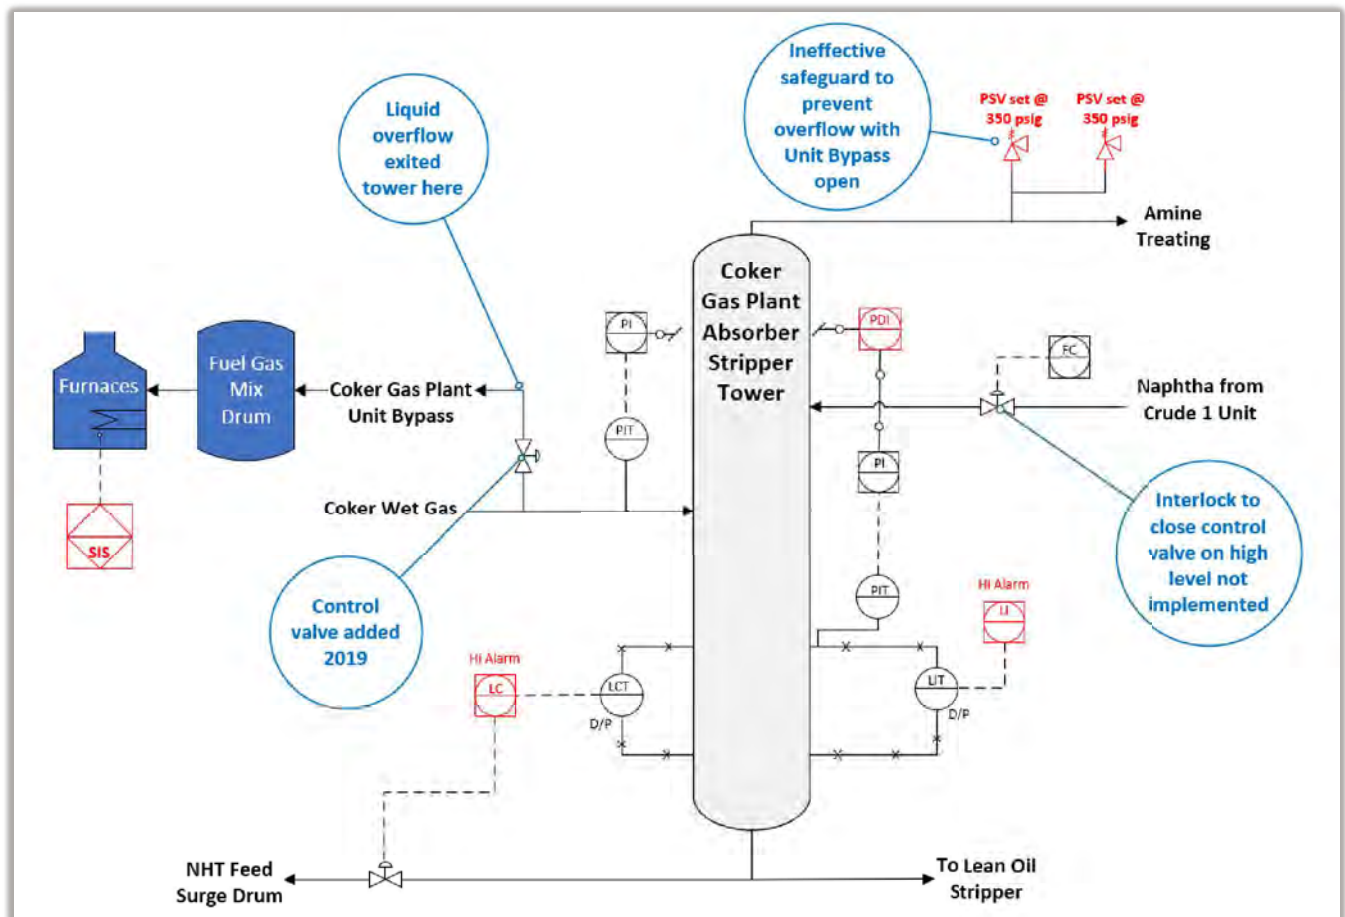 Liquid
overflow
exited
tower here
Ineffective
safeguard to
prevent
overflow with
Unit Bypass
open
PSV set @
350 psig
PSV set @
350 psig
Amine
Treating
Coker
Gas Plant
Absorber
Stripper
Tower
PI
PDI
FC
Furnaces
Fuel Gas
Mix
Drum
Coker Gas Plant
Unit Bypass
Naphtha from
Crude 1 Unit
PIT
PI
Coker Wet Gas
SIS
Interlock to
close control
valve on high
level not
implemented
Control
valve added
2019
PIT
Hi Alarm
LI
Hi Alarm
LC
LCT
D/P
LIT
D/P
NHT Feed
Surge Drum
To Lean Oil
Stripper